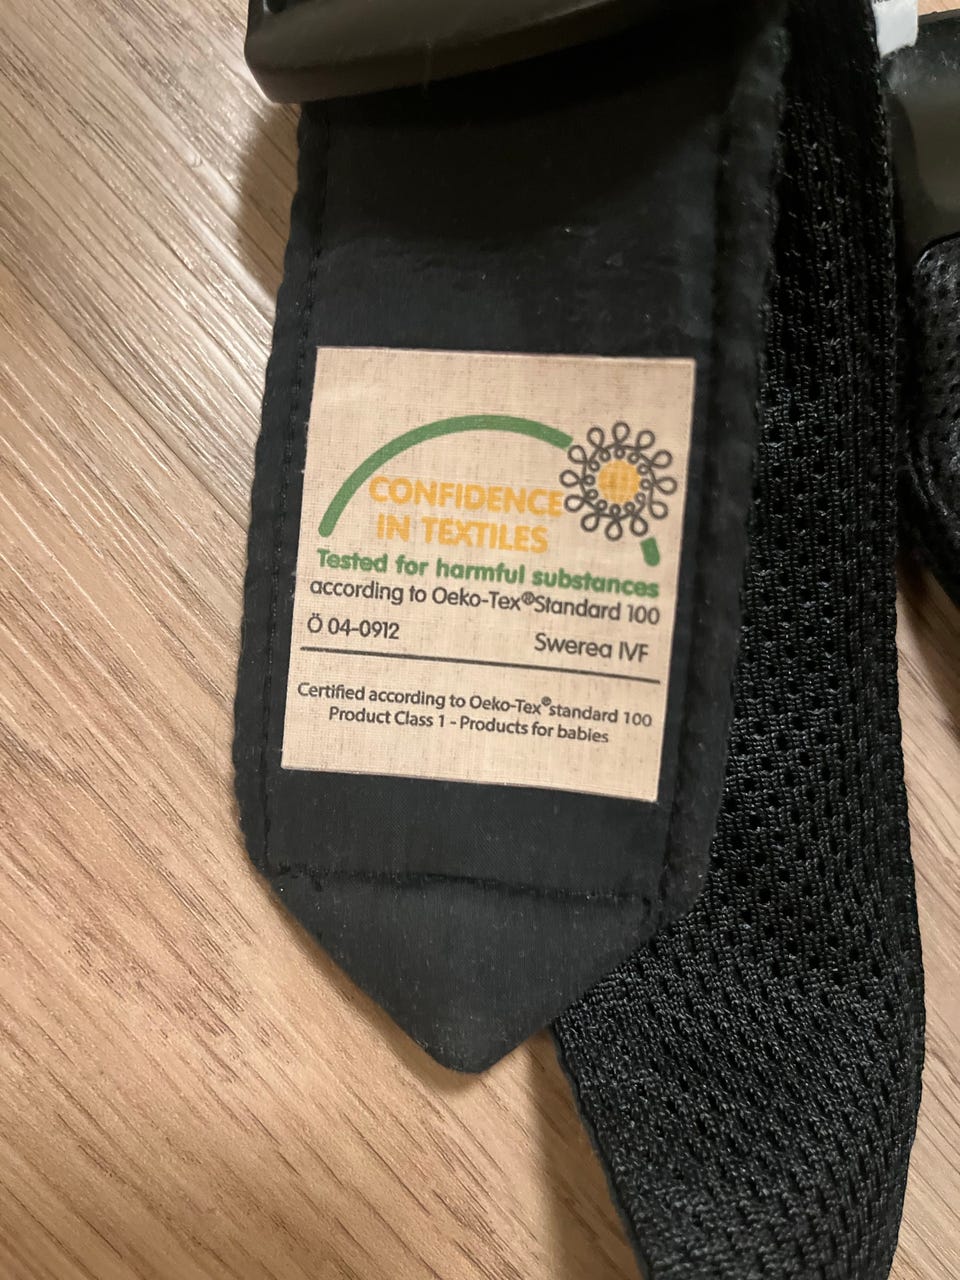 CONFIDENCE
IN TEXTILES
Tested for harmful substances
according to Oeko-Tex®Standard 100
Ö 04-0912 Swerea IVF
Certified according to Oeko-Tex®standard 100
Product Class 1 - Products for babies